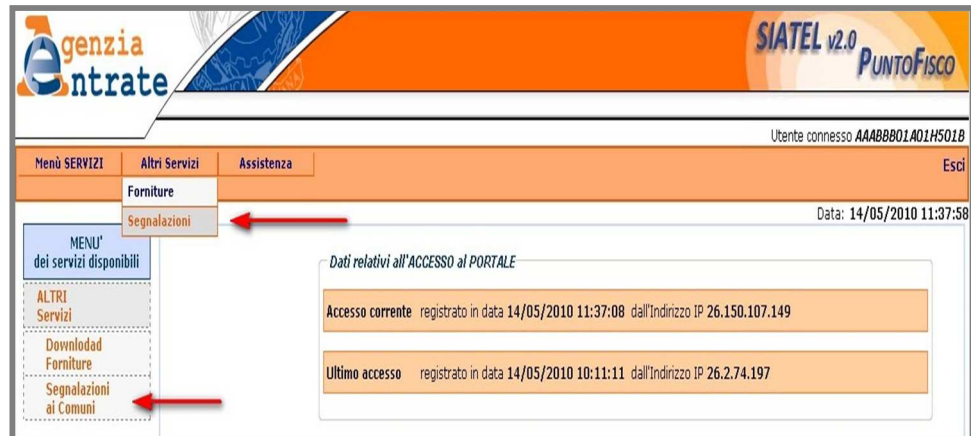 Agenzia
Entrate
SIATEL v2.0
PUNTOFISCO
Utente connesso AAABBB01A01H501B
Menù SERVIZI Altri Servizi Assistenza Esci
Forniture
Segnalazioni
Data: 14/05/2010 11:37:58
MENU'
dei servizi disponibili
ALTRI
Servizi
Downlodad
Forniture
Segnalazioni
ai Comuni
Dati relativi all'ACCESSO al PORTALE
Accesso corrente registrato in data 14/05/2010 11:37:08 dall'Indirizzo IP 26.150.107.149
Ultimo accesso registrato in data 14/05/2010 10:11:11 dall'Indirizzo IP 26.2.74.197